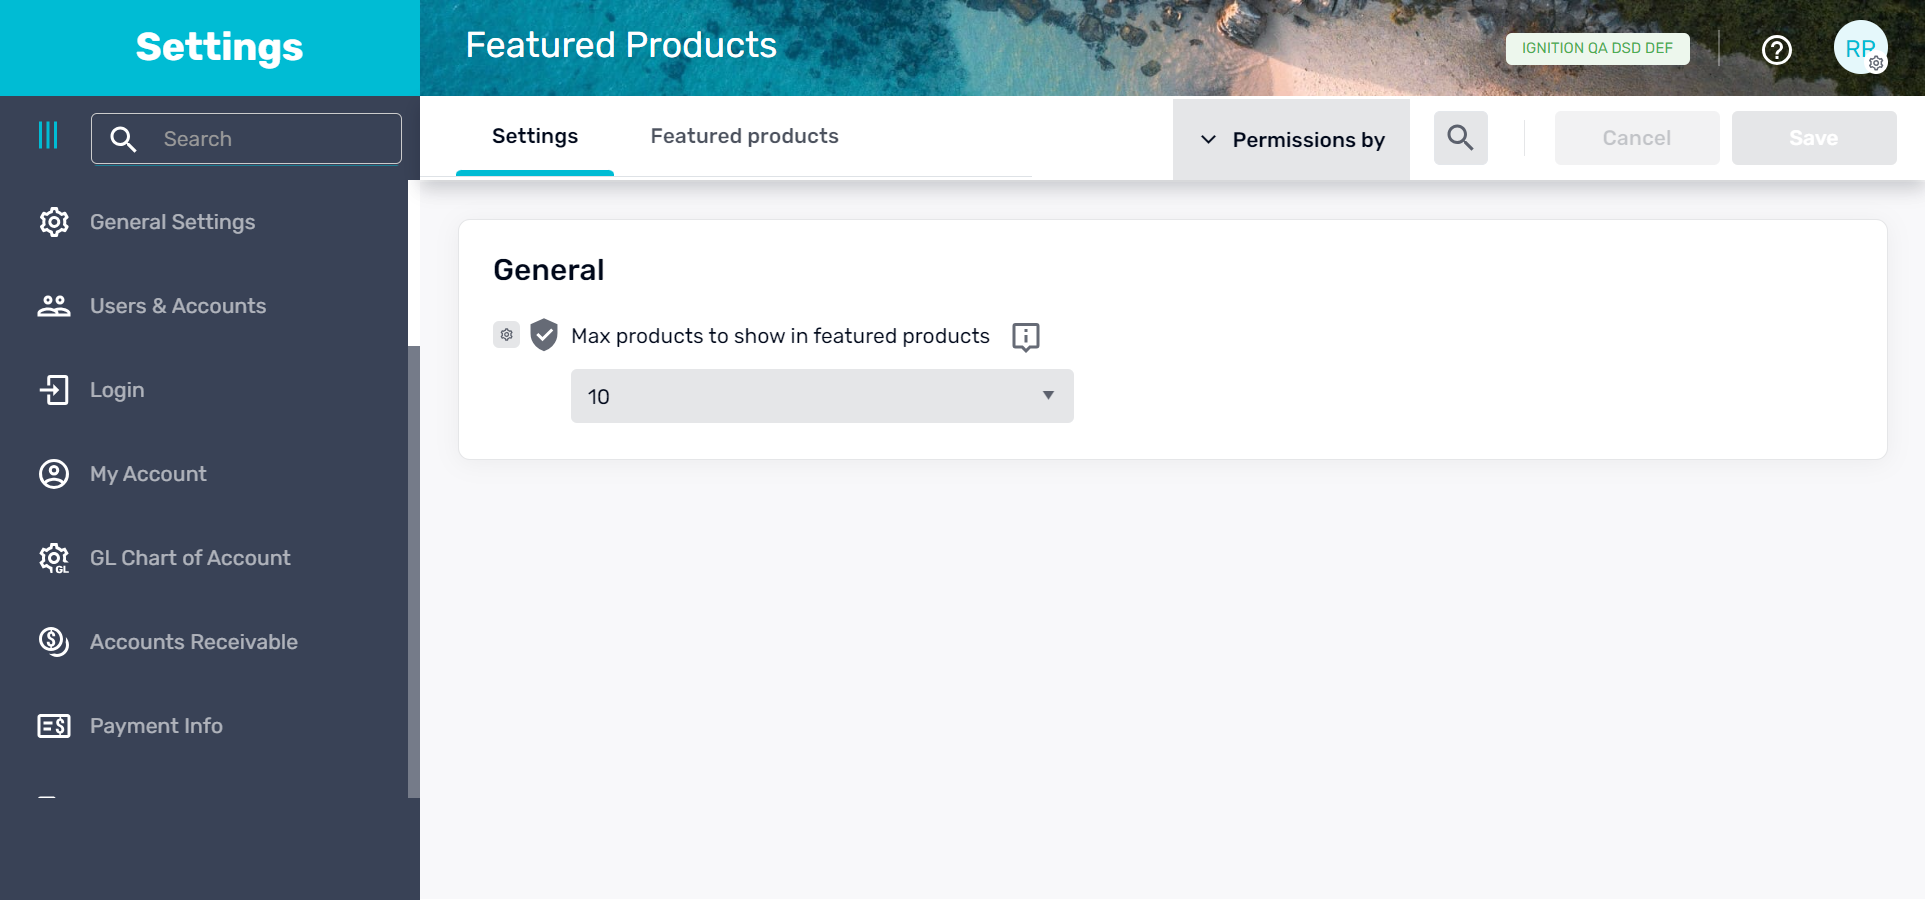 Settings
Featured Products
IGNITION QA DSD DEF
RP
Search
Settings
Featured products
Permissions by
Cancel
Save
General Settings
Users & Accounts
Login
My Account
GL Chart of Account
GL
Accounts Receivable
Payment Info
General
Max products to show in featured products
10